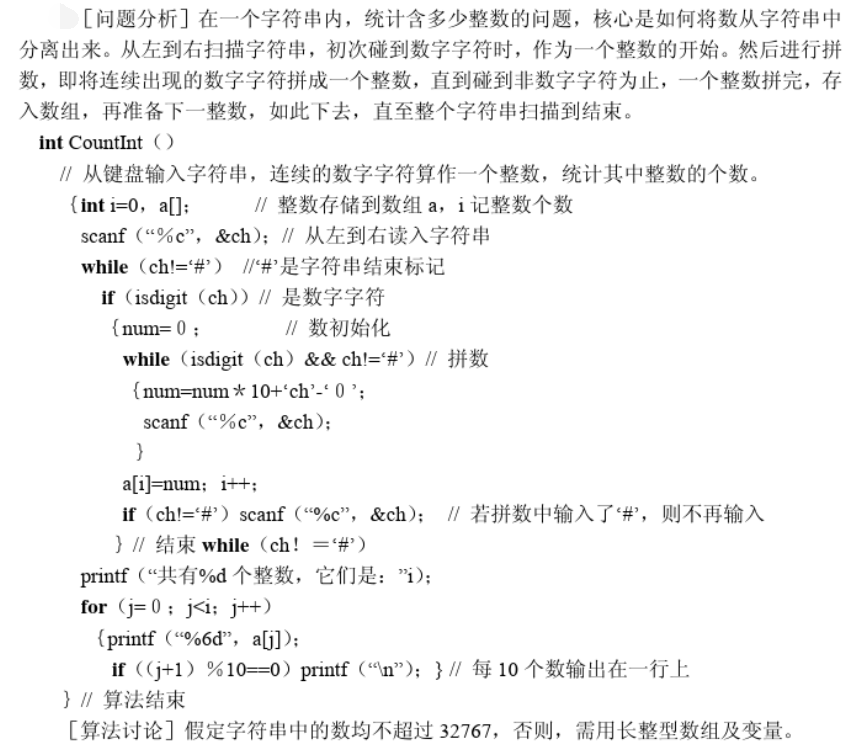 ［问题分析］在一个字符串内，统计含多少整数的问题，核心是如何将数从字符串中
分离出来。从左到右扫描字符串，初次碰到数字字符时，作为一个整数的开始。然后进行拼
数，即将连续出现的数字字符拼成一个整数，直到碰到非数字字符为止，一个整数拼完，存
入数组，再准备下一整数，如此下去，直至整个字符串扫描到结束。
int CountInt（）
// 从键盘输入字符串，连续的数字字符算作一个整数，统计其中整数的个数。
{int i=0，a[]； // 整数存储到数组 a，i 记整数个数
scanf（“%c”，&ch）；// 从左到右读入字符串
while（ch!=‘#’） //‘#’是字符串结束标记
if（isdigit（ch））// 是数字字符
{num=０； // 数初始化
while（isdigit（ch）&& ch!=‘#’）// 拼数
{num=num＊10+‘ch’-‘０’；
scanf（“%c”，&ch）；
}
a[i]=num；i++；
if（ch!=‘#’）scanf（“%c”，&ch）； // 若拼数中输入了‘#’，则不再输入
} // 结束 while（ch！＝‘#’）
printf（“共有%d 个整数，它们是：”i）；
for（j=０；j<i；j++）
{printf（“%6d”，a[j]）；
if（（j+1）％10==0）printf（“\n”）；} // 每 10 个数输出在一行上
} // 算法结束
［算法讨论］假定字符串中的数均不超过 32767，否则，需用长整型数组及变量。